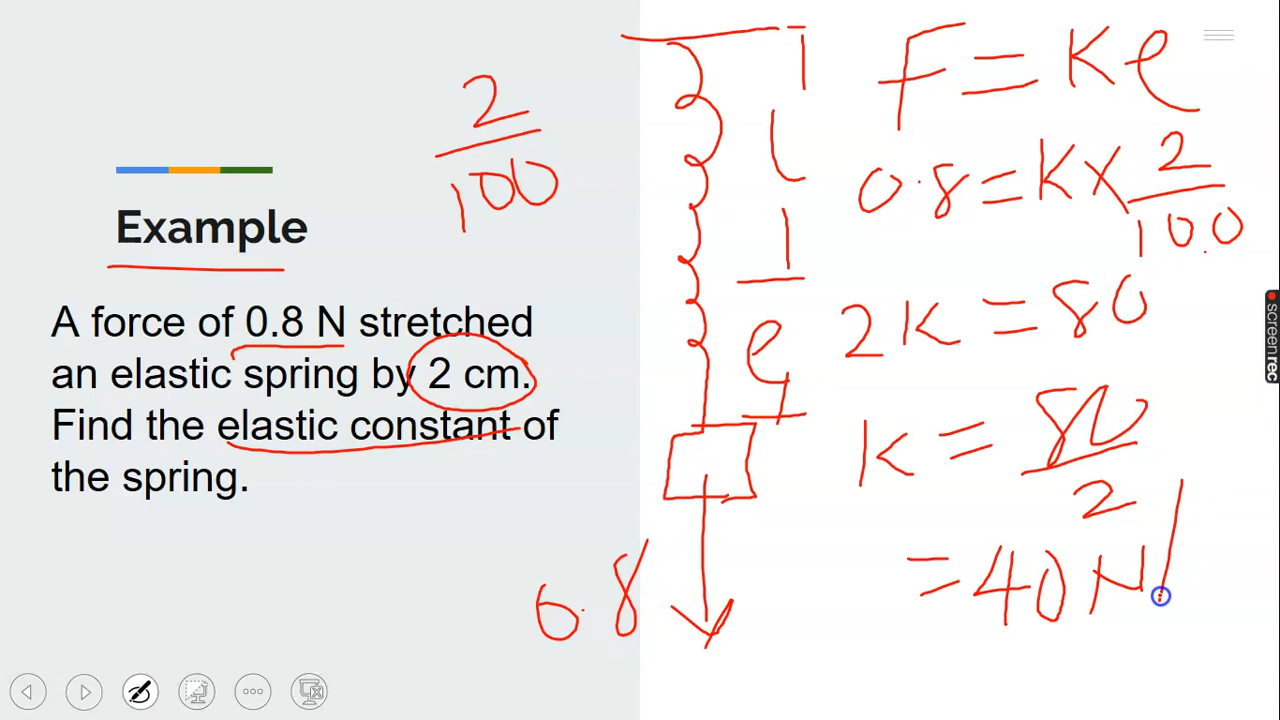 Example
A force of 0.8 N stretched
an elastic spring by 2 cm.
Find the elastic constant of
the spring.
2
100
l
e
0.8
F = Ke
0.8 = K × 2/100
2K = 80
K = 80/2
= 40 N/
screenrec